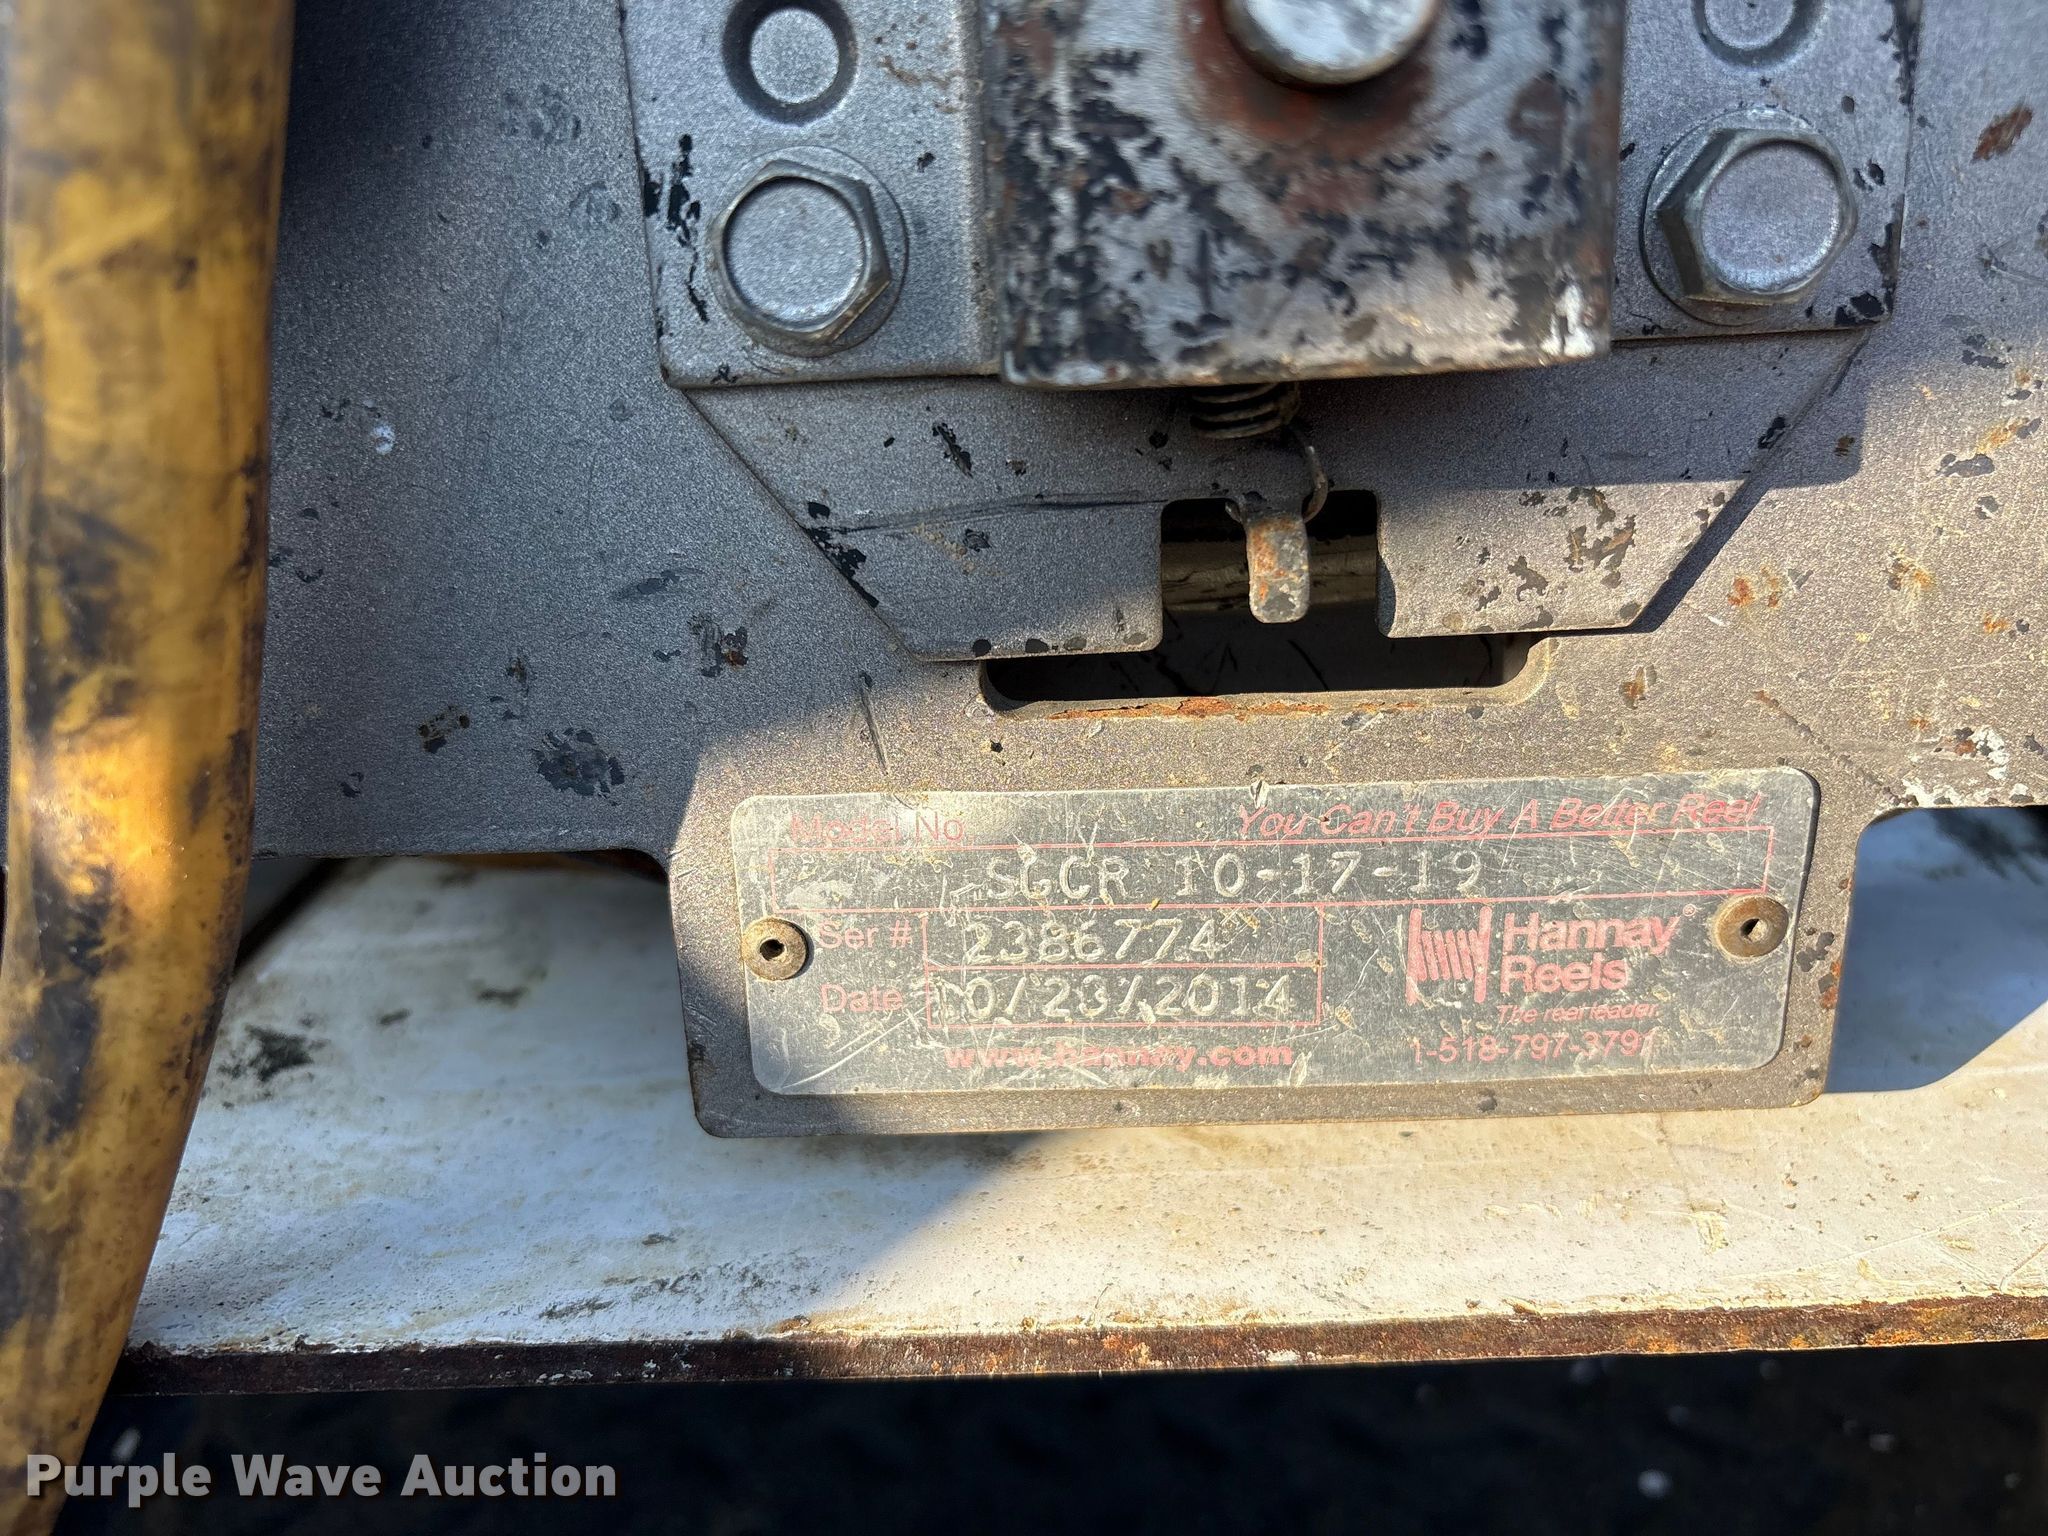 Model No.
You Can't Buy A Better Reel
SGCR 10-17-19
Ser # 2386774
Hannay® Reels
Date 10/23/2014
The reel leader.
www.hannay.com
1-518-797-3791
Purple Wave Auction